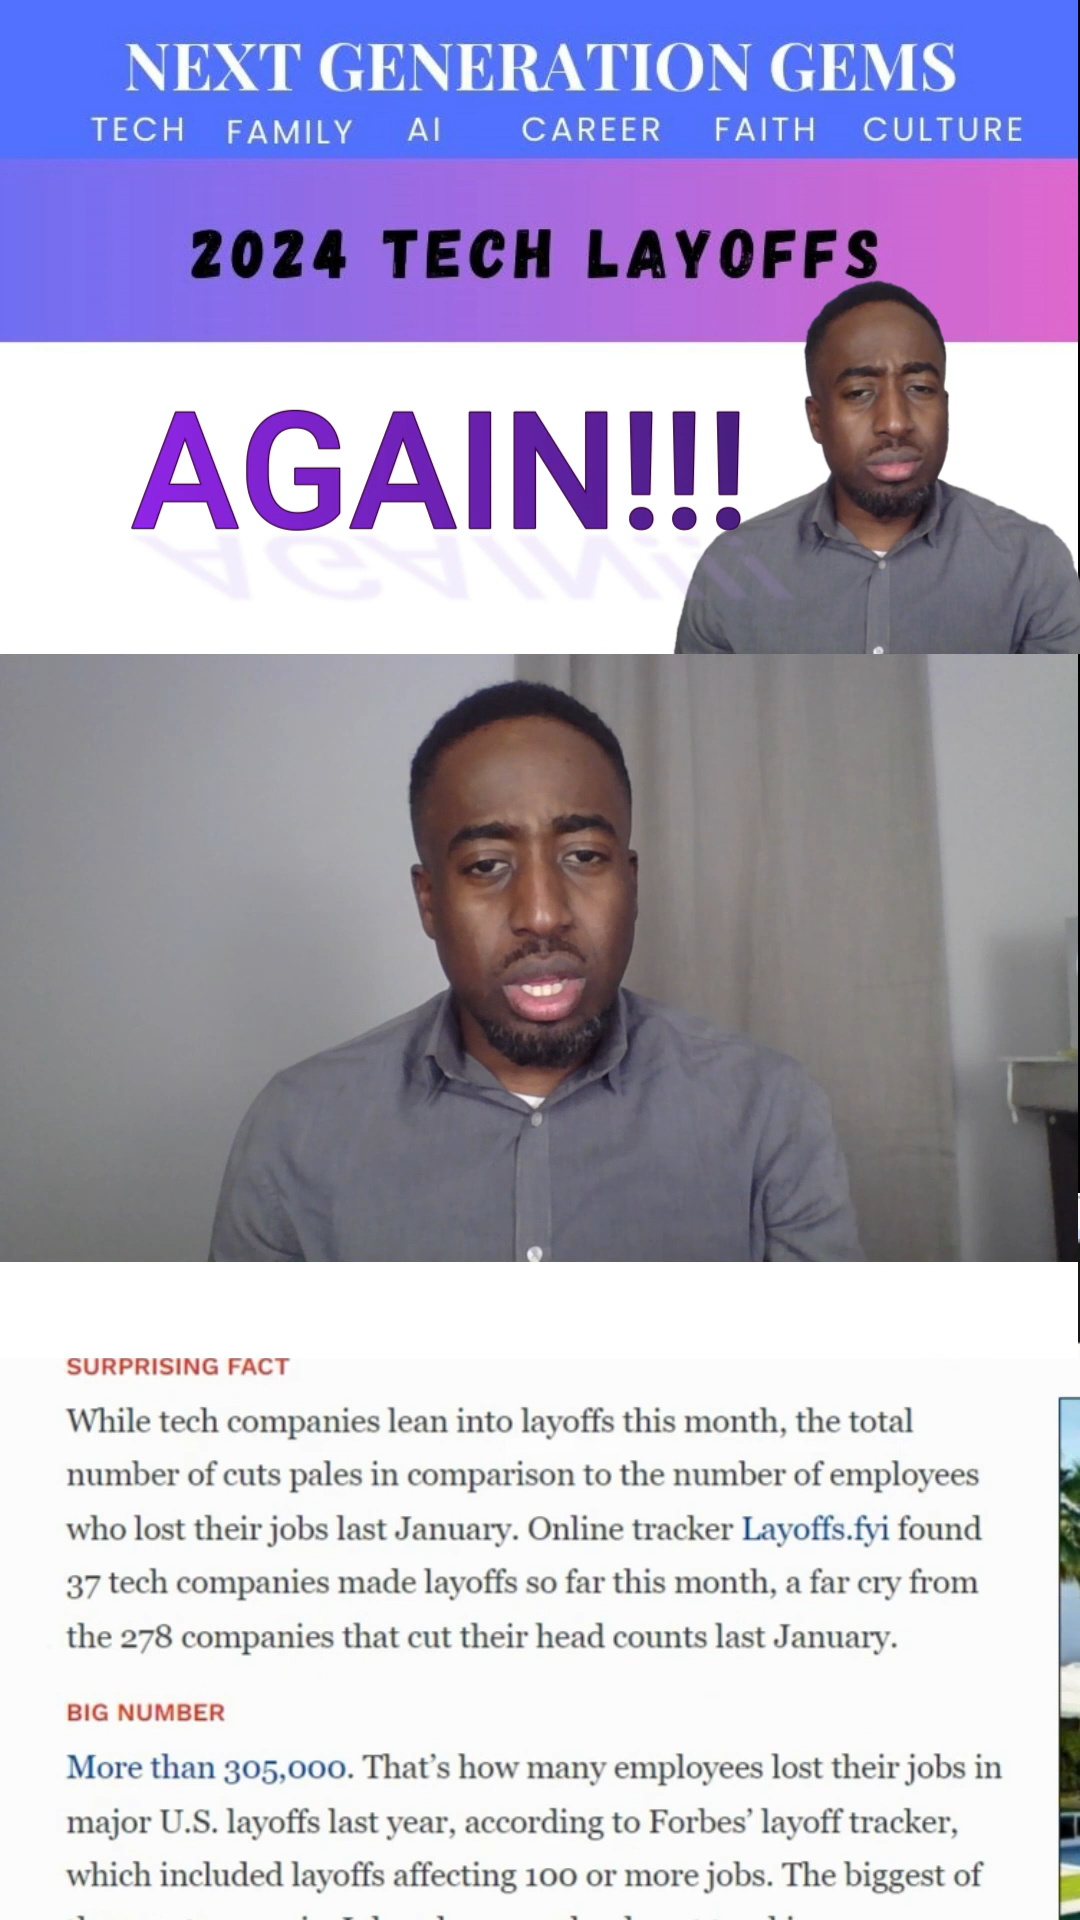 NEXT GENERATION GEMS
TECH FAMILY AI CAREER FAITH CULTURE
2024 TECH LAYOFFS
AGAIN!!!
SURPRISING FACT
While tech companies lean into layoffs this month, the total
number of cuts pales in comparison to the number of employees
who lost their jobs last January. Online tracker Layoffs.fyi found
37 tech companies made layoffs so far this month, a far cry from
the 278 companies that cut their head counts last January.
BIG NUMBER
More than 305,000. That’s how many employees lost their jobs in
major U.S. layoffs last year, according to Forbes’ layoff tracker,
which included layoffs affecting 100 or more jobs. The biggest of